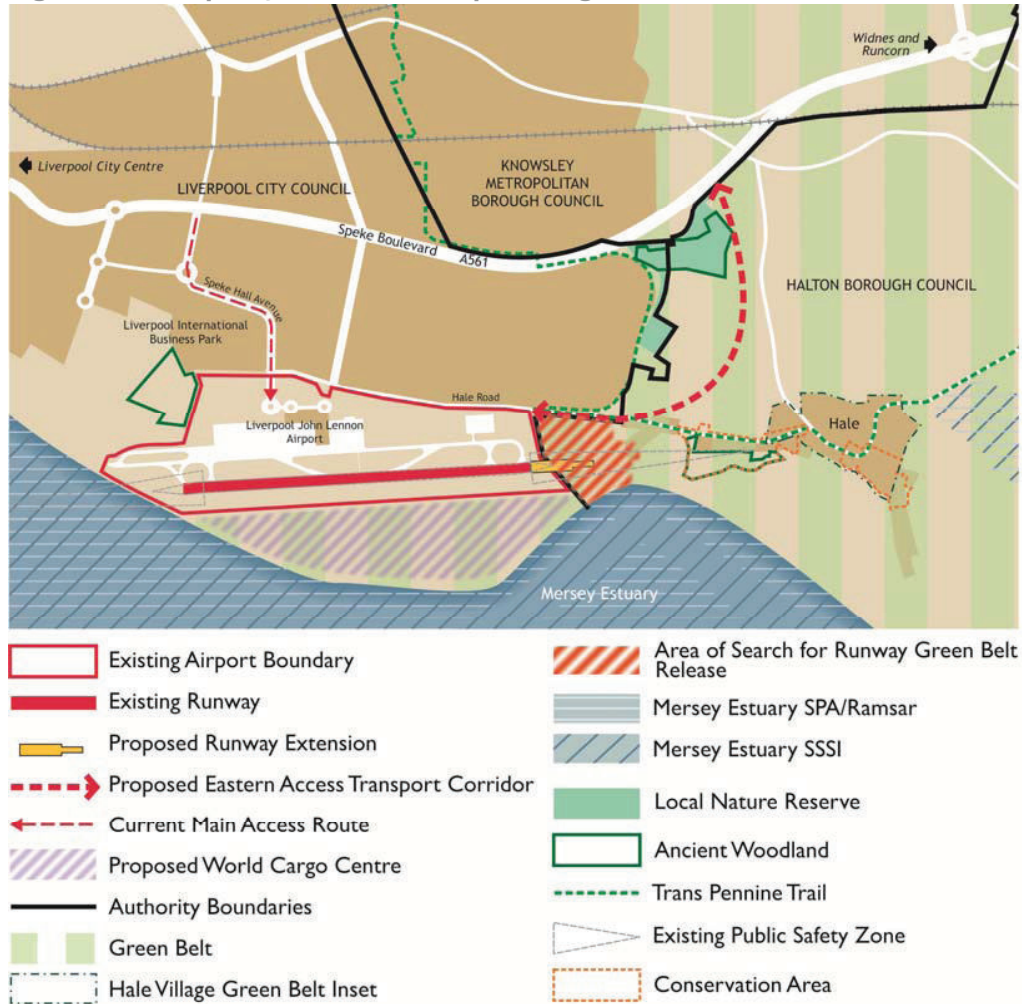 Widnes and
Runcorn
Liverpool City Centre
LIVERPOOL CITY COUNCIL
KNOWSLEY
METROPOLITAN
BOROUGH COUNCIL
Speke Boulevard
A561
HALTON BOROUGH COUNCIL
Speke Hall Avenue
Liverpool International
Business Park
Hale Road
Liverpool John Lennon
Airport
Hale
Mersey Estuary
Existing Airport Boundary
Existing Runway
Proposed Runway Extension
Proposed Eastern Access Transport Corridor
Current Main Access Route
Proposed World Cargo Centre
Authority Boundaries
Green Belt
Hale Village Green Belt Inset
Area of Search for Runway Green Belt
Release
Mersey Estuary SPA/Ramsar
Mersey Estuary SSSI
Local Nature Reserve
Ancient Woodland
Trans Pennine Trail
Existing Public Safety Zone
Conservation Area